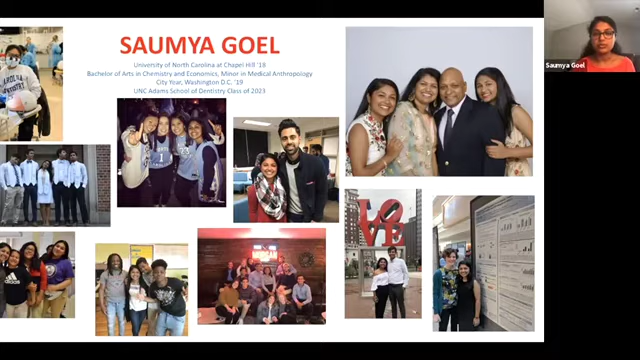 SAUMYA GOEL
University of North Carolina at Chapel Hill '18
Bachelor of Arts in Chemistry and Economics, Minor in Medical Anthropology
City Year, Washington D.C. '19
UNC Adams School of Dentistry Class of 2023
Saumya Goel
LOVE